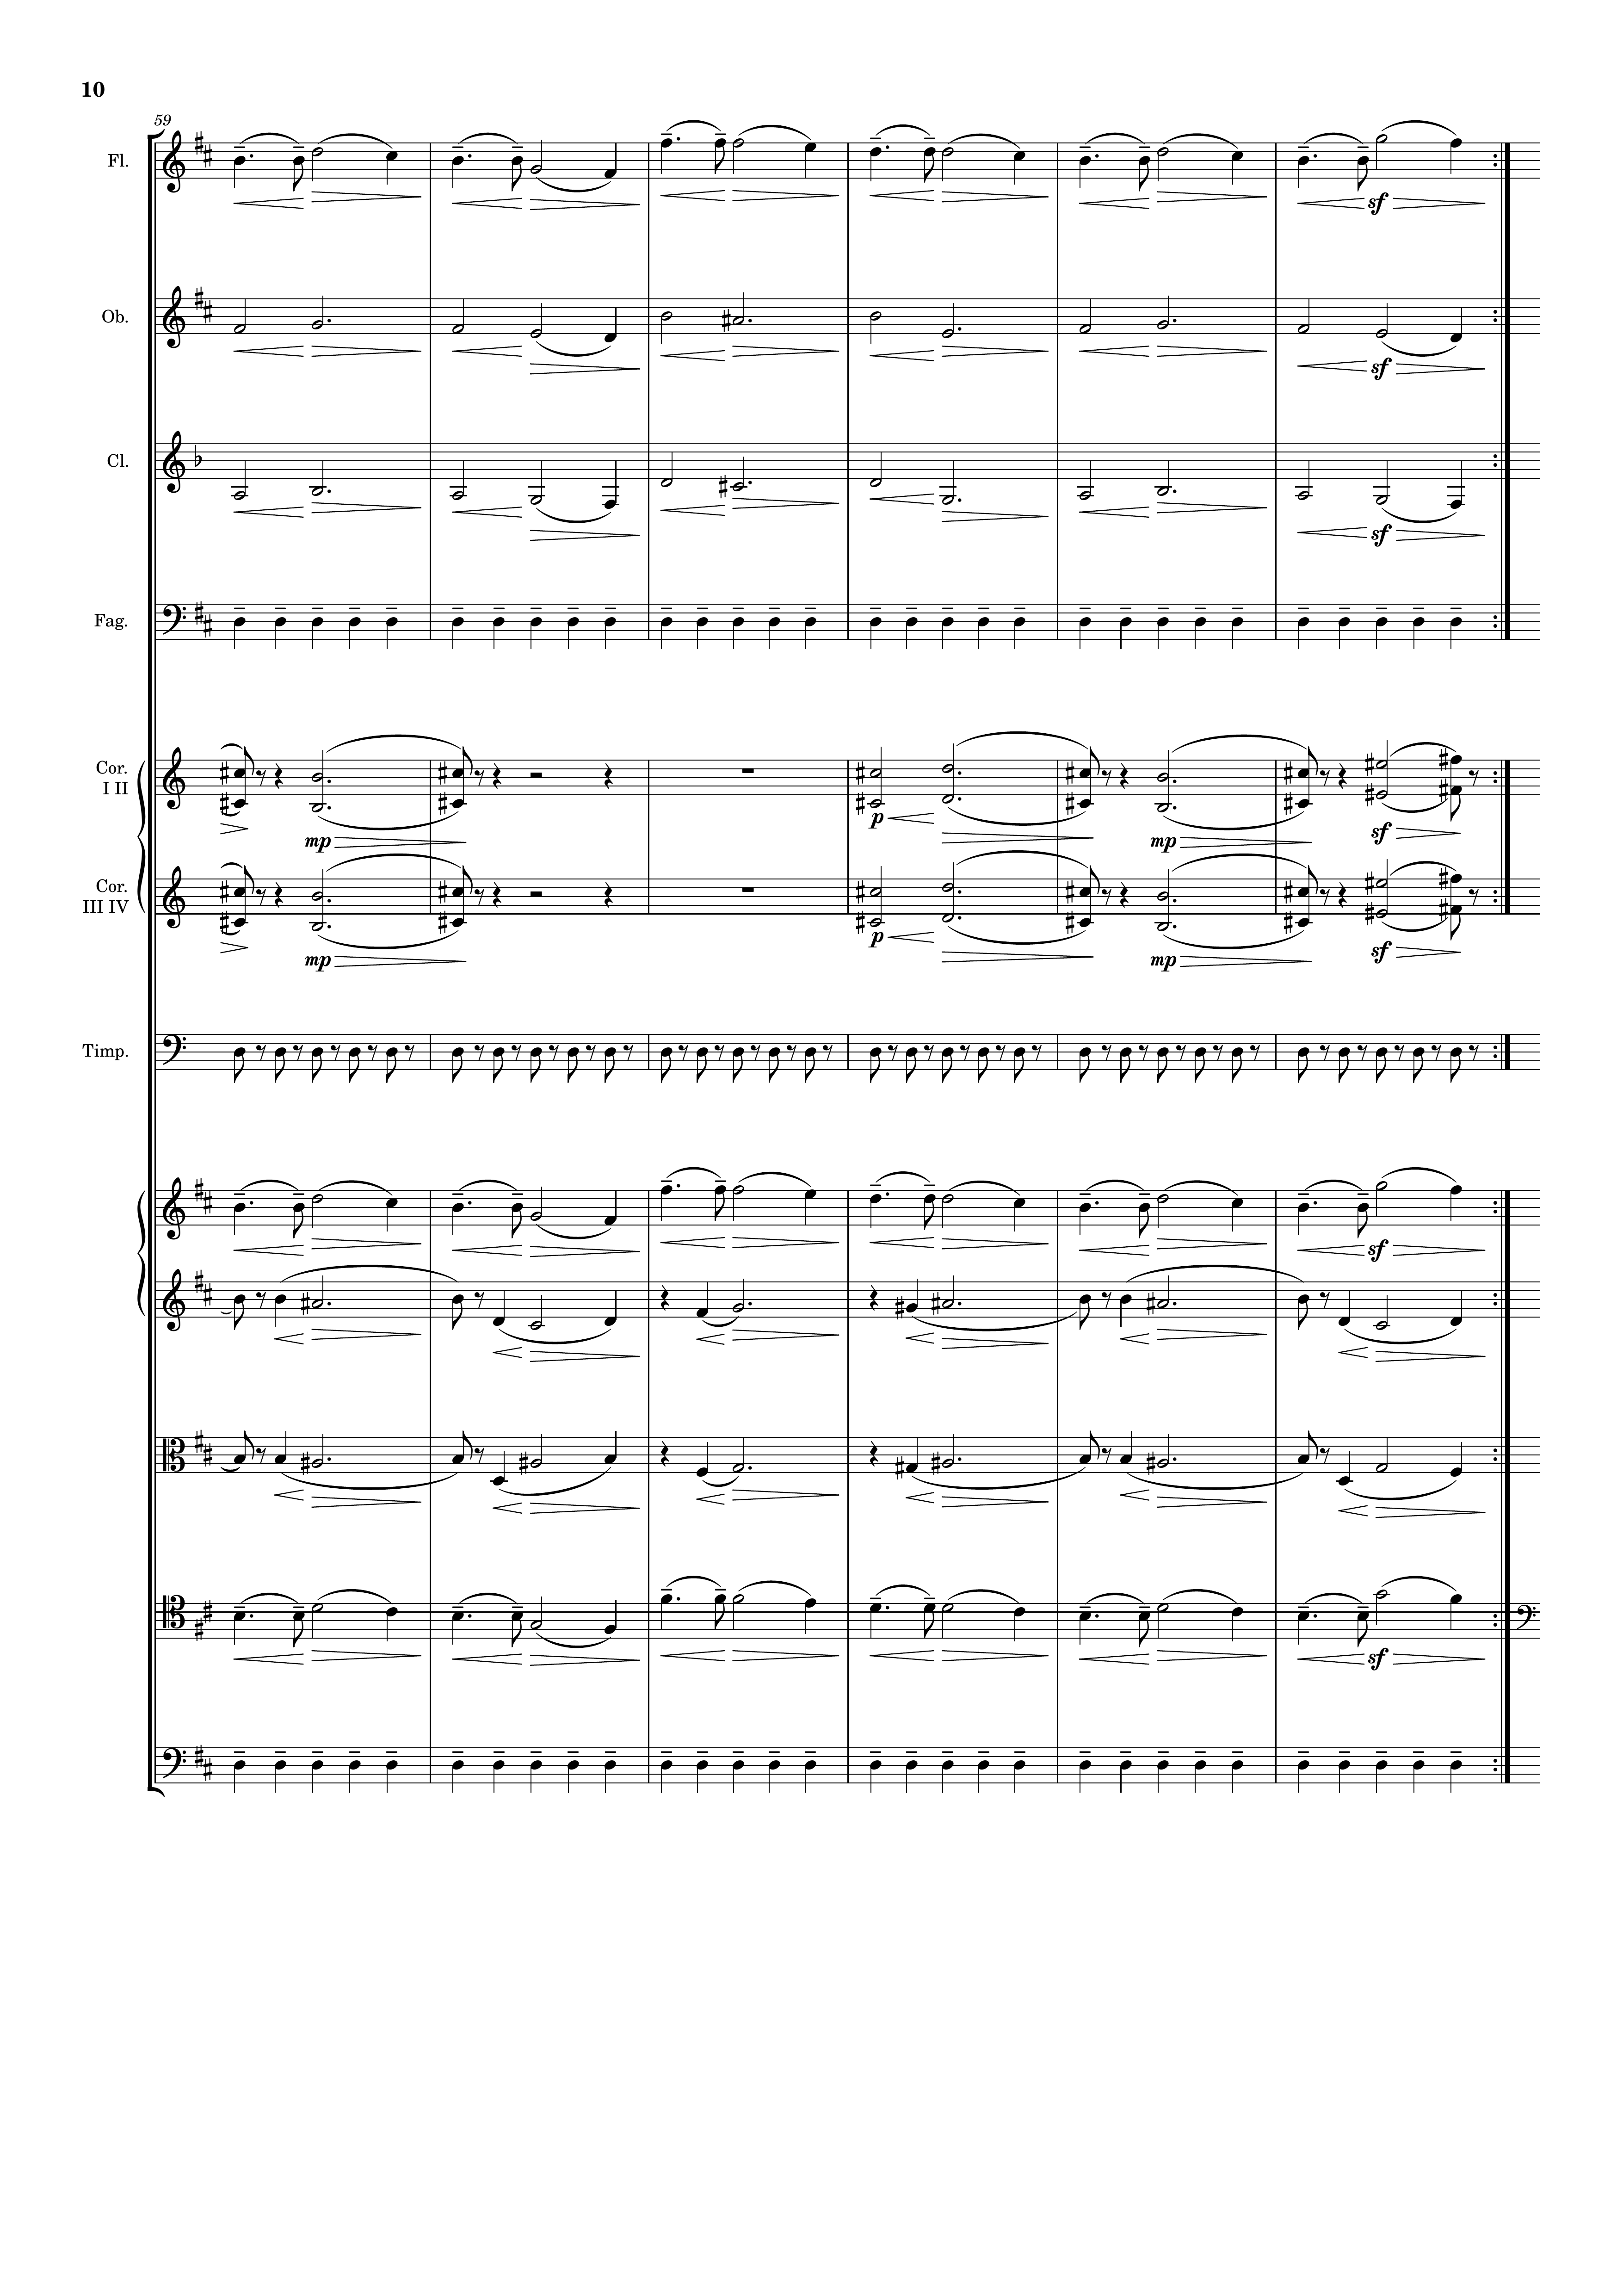 10
59
Fl.
sf
Ob.
sf
Cl.
sf
Fag.
Cor.
I II
mp p mp sf
Cor.
III IV
mp p mp sf
Timp.
sf
sf